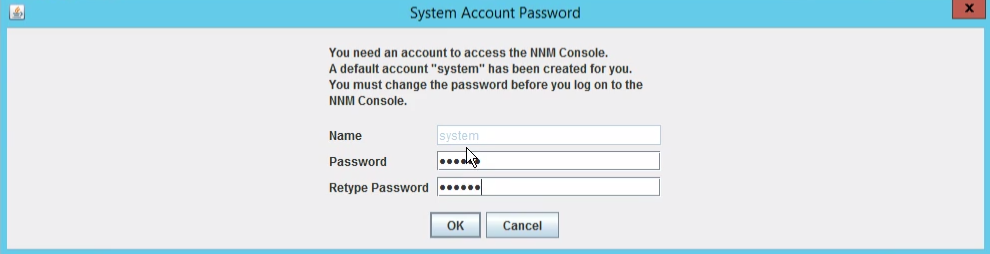 System Account Password
x
You need an account to access the NNM Console.
A default account "system" has been created for you.
You must change the password before you log on to the
NNM Console.
Name
system
Password
Retype Password
••••••
OK
Cancel